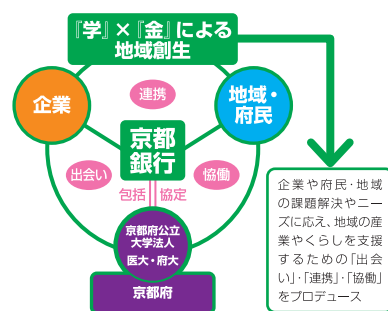 『学』×『金』による
地域創生
連携
企業
地域・
府民
京都
銀行
出会い
協働
包括
協定
京都府公立
大学法人
医大・府大
京都府
企業や府民・地域
の課題解決やニー
ズに応え、地域の産
業やくらしを支援
するための「出会
い」・「連携」・「協働」
をプロデュース